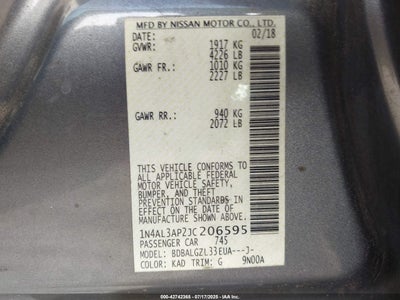 MFD BY NISSAN MOTOR CO., LTD.
DATE: 02/18
GVWR: 1917 KG
4226 LB
GAWR FR.: 1010 KG
2227 LB
GAWR RR.: 940 KG
2072 LB
THIS VEHICLE CONFORMS TO
ALL APPLICABLE FEDERAL
MOTOR VEHICLE SAFETY,
BUMPER, AND THEFT
PREVENTION STANDARDS IN
EFFECT ON THE DATE OF
MANUFACTURE SHOWN ABOVE.
1N4AL3AP2JC206595
PASSENGER CAR 745
MODEL: BDBALGZL33EUA---J-
COLOR: KAD TRIM: G 9N00A
ID: 000-42742365 (07/17/2025) © IAA